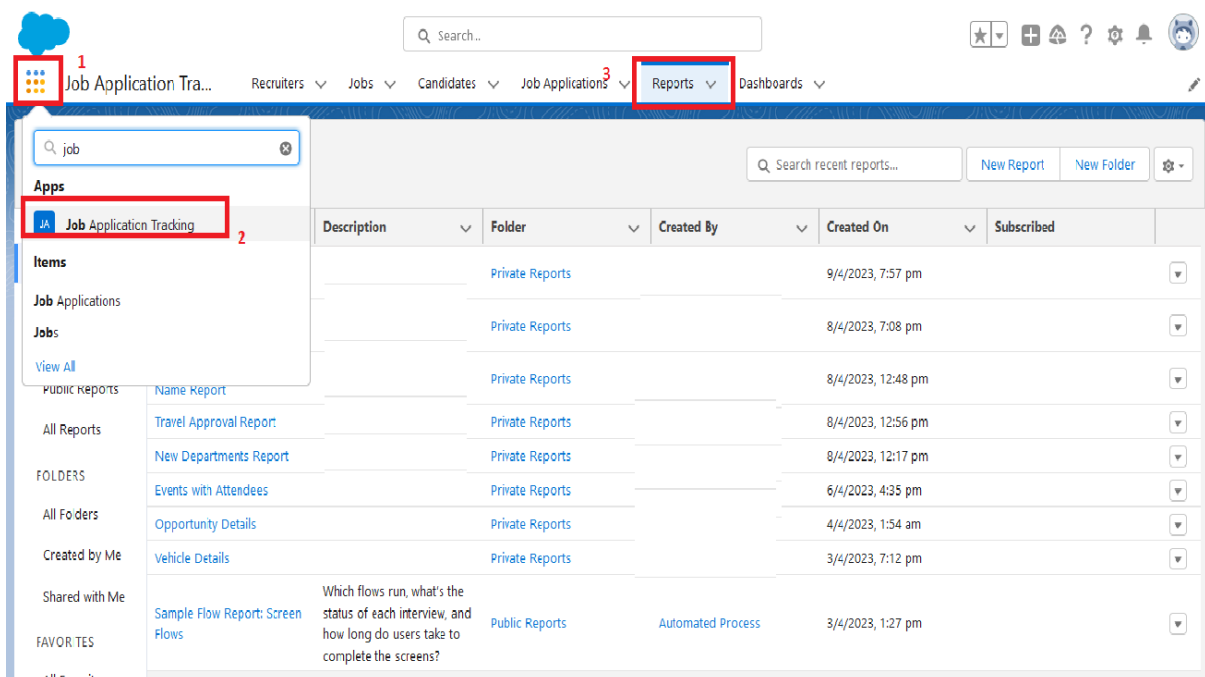 Search...
1
Job Application Tra...
Recruiters
Jobs
Candidates
Job Applications
3
Reports
Dashboards
job
Search recent reports...
New Report
New Folder
Apps
JA
Job Application Tracking
2
Description
Folder
Created By
Created On
Subscribed
Items
Private Reports
9/4/2023, 7:57 pm
Job Applications
Jobs
Private Reports
8/4/2023, 7:08 pm
View All
Public Reports
Name Report
Private Reports
8/4/2023, 12:48 pm
All Reports
Travel Approval Report
Private Reports
8/4/2023, 12:56 pm
New Departments Report
Private Reports
8/4/2023, 12:17 pm
FOLDERS
Events with Attendees
Private Reports
6/4/2023, 4:35 pm
All Folders
Opportunity Details
Private Reports
4/4/2023, 1:54 am
Created by Me
Vehicle Details
Private Reports
3/4/2023, 7:12 pm
Shared with Me
Sample Flow Report: Screen
Flows
Which flows run, what's the
status of each interview, and
how long do users take to
complete the screens?
Public Reports
Automated Process
3/4/2023, 1:27 pm
FAVORITES